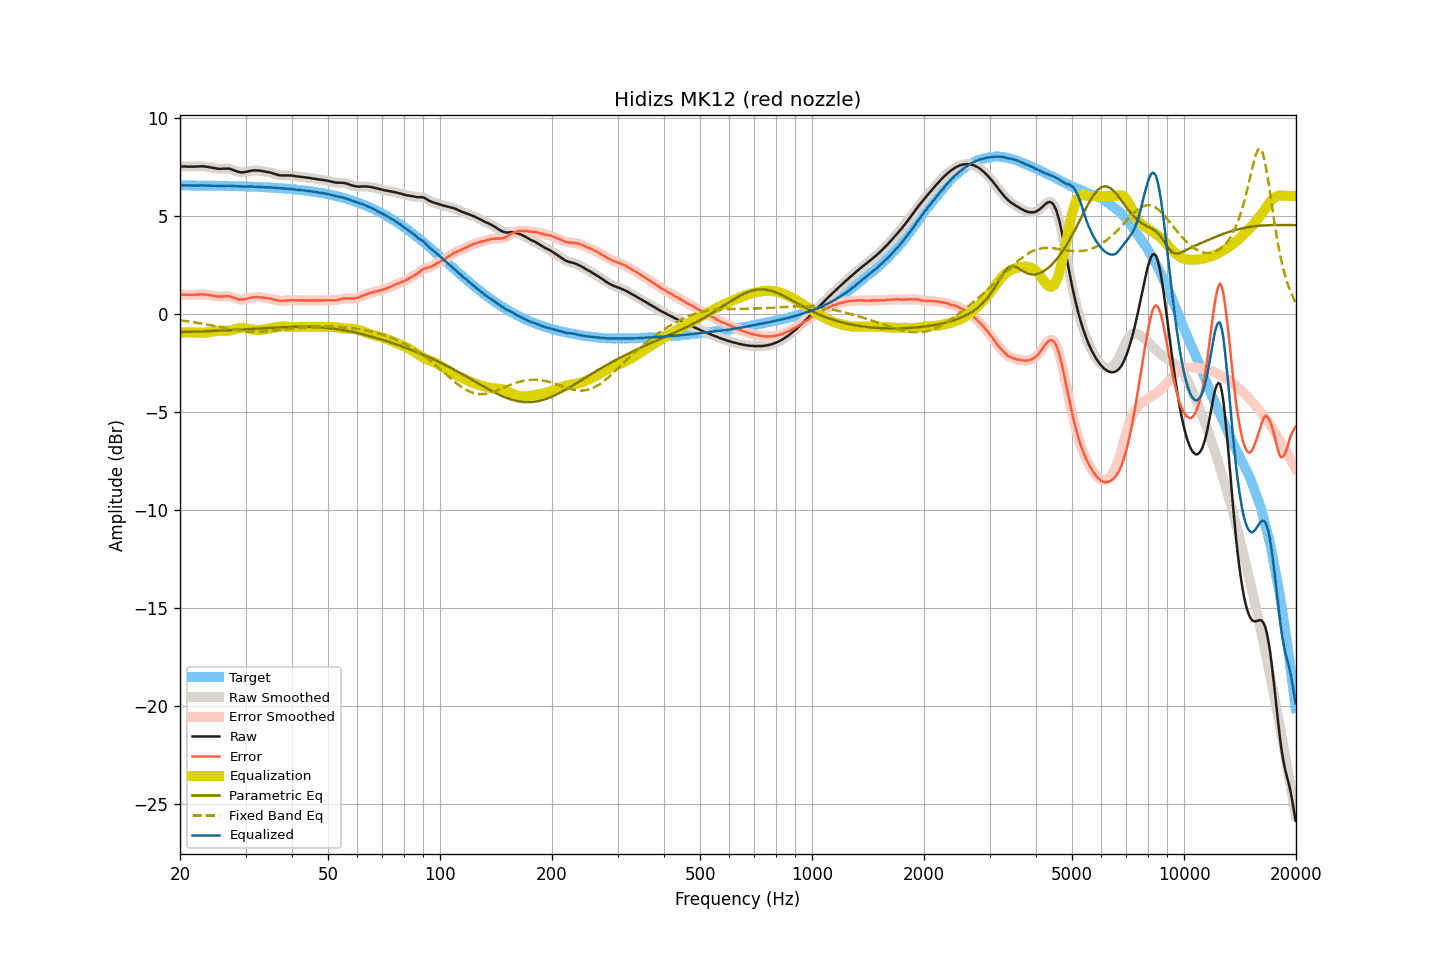 Hidizs MK12 (red nozzle)
10
5
0
−5
−10
−15
−20
−25
Amplitude (dBr)
Target
Raw Smoothed
Error Smoothed
Raw
Error
Equalization
Parametric Eq
Fixed Band Eq
Equalized
20 50 100 200 500 1000 2000 5000 10000 20000
Frequency (Hz)